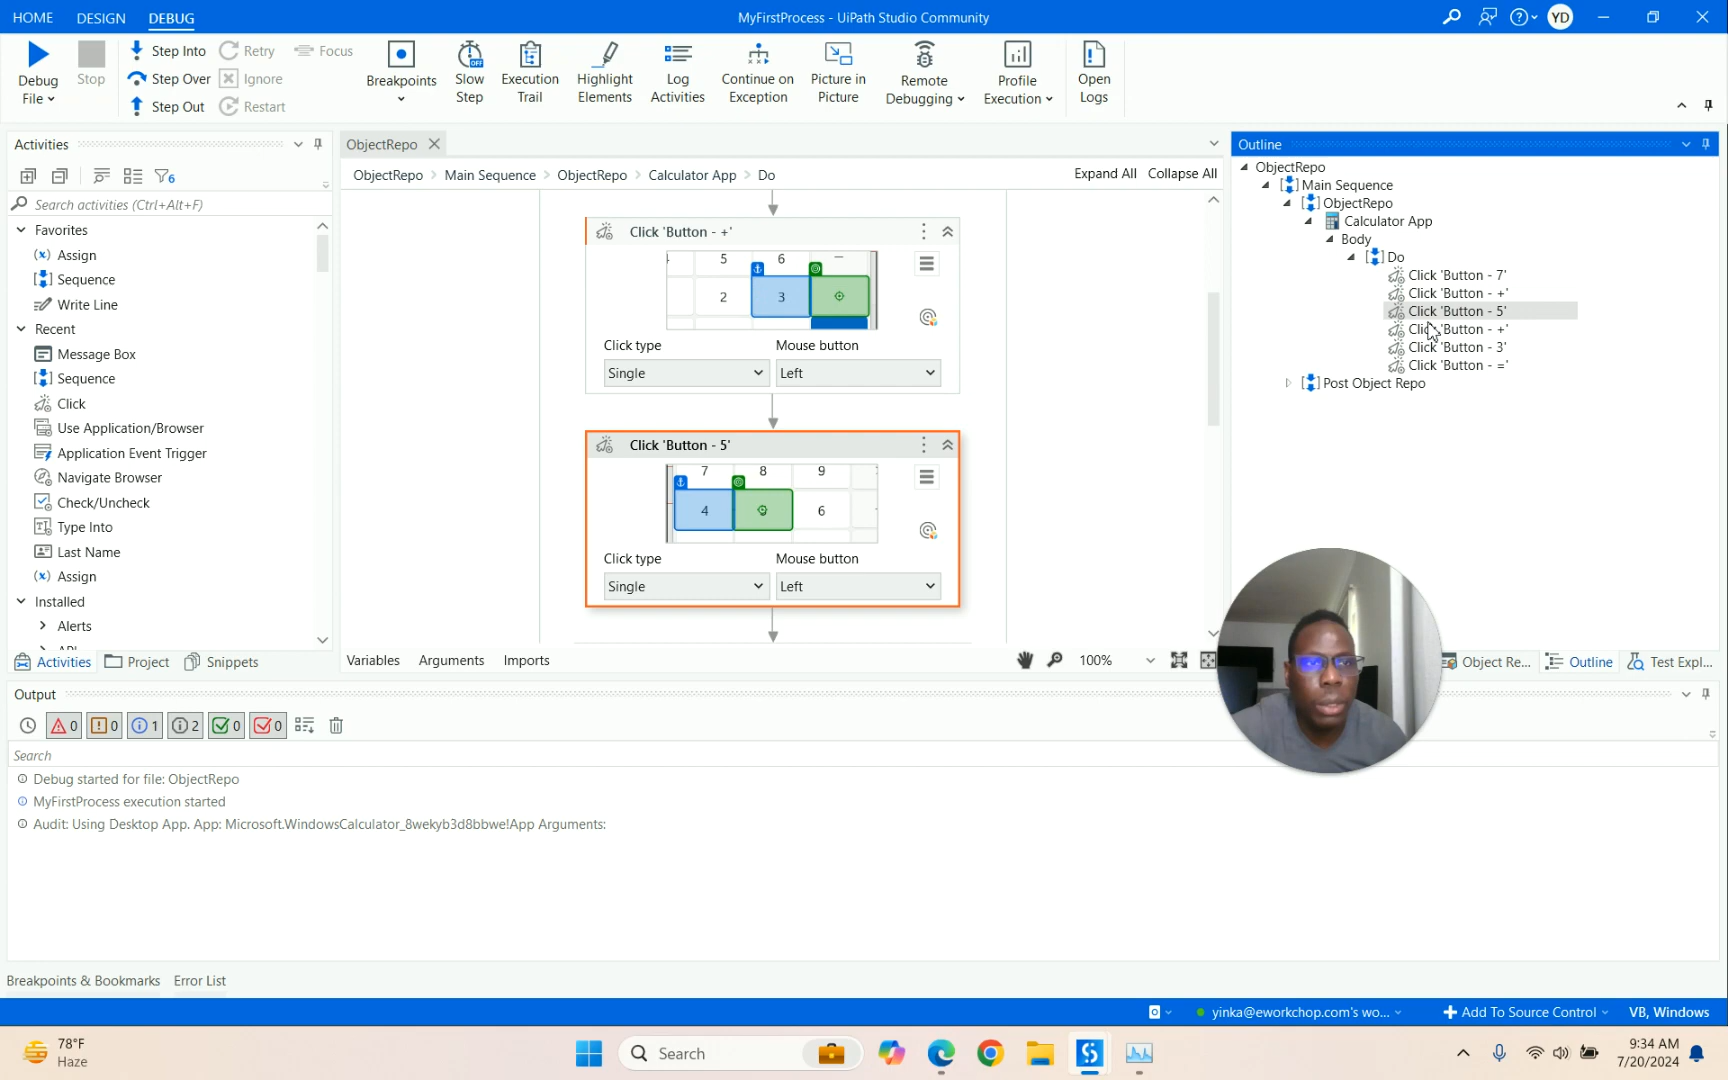 HOME DESIGN DEBUG
MyFirstProcess - UiPath Studio Community
YD
Debug File
Stop
Step Into
Step Over
Step Out
Retry
Ignore
Restart
Focus
Breakpoints
Slow Step
OFF
Execution Trail
Highlight Elements
Log Activities
Continue on Exception
Picture in Picture
Remote Debugging
Profile Execution
Open Logs
Activities
6
Search activities (Ctrl+Alt+F)
Favorites
Assign
Sequence
Write Line
Recent
Message Box
Sequence
Click
Use Application/Browser
Application Event Trigger
Navigate Browser
Check/Uncheck
Type Into
Last Name
Assign
Installed
Alerts
Activities Project Snippets
ObjectRepo
ObjectRepo > Main Sequence > ObjectRepo > Calculator App > Do
Expand All Collapse All
Click 'Button - +'
5 6
2 3
Click type Mouse button
Single Left
Click 'Button - 5'
7 8 9
4 6
Click type Mouse button
Single Left
Variables Arguments Imports
100%
Outline
ObjectRepo
Main Sequence
ObjectRepo
Calculator App
Body
Do
Click 'Button - 7'
Click 'Button - +'
Click 'Button - 5'
Click 'Button - +'
Click 'Button - 3'
Click 'Button - ='
Post Object Repo
Object Re... Outline Test Expl...
Output
0 0 1 2 0 0
Search
Debug started for file: ObjectRepo
MyFirstProcess execution started
Audit: Using Desktop App. App: Microsoft.WindowsCalculator_8wekyb3d8bbwe!App Arguments:
Breakpoints & Bookmarks Error List
yinka@eworkchop.com's wo...
Add To Source Control
VB, Windows
78°F
Haze
Search
9:34 AM
7/20/2024